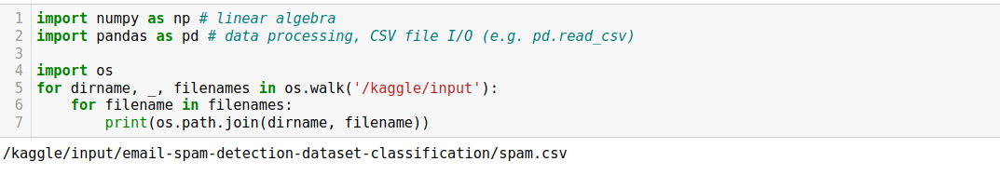 1 import numpy as np # linear algebra
2 import pandas as pd # data processing, CSV file I/O (e.g. pd.read_csv)
3
4 import os
5 for dirname, _, filenames in os.walk('/kaggle/input'):
6     for filename in filenames:
7         print(os.path.join(dirname, filename))
/kaggle/input/email-spam-detection-dataset-classification/spam.csv